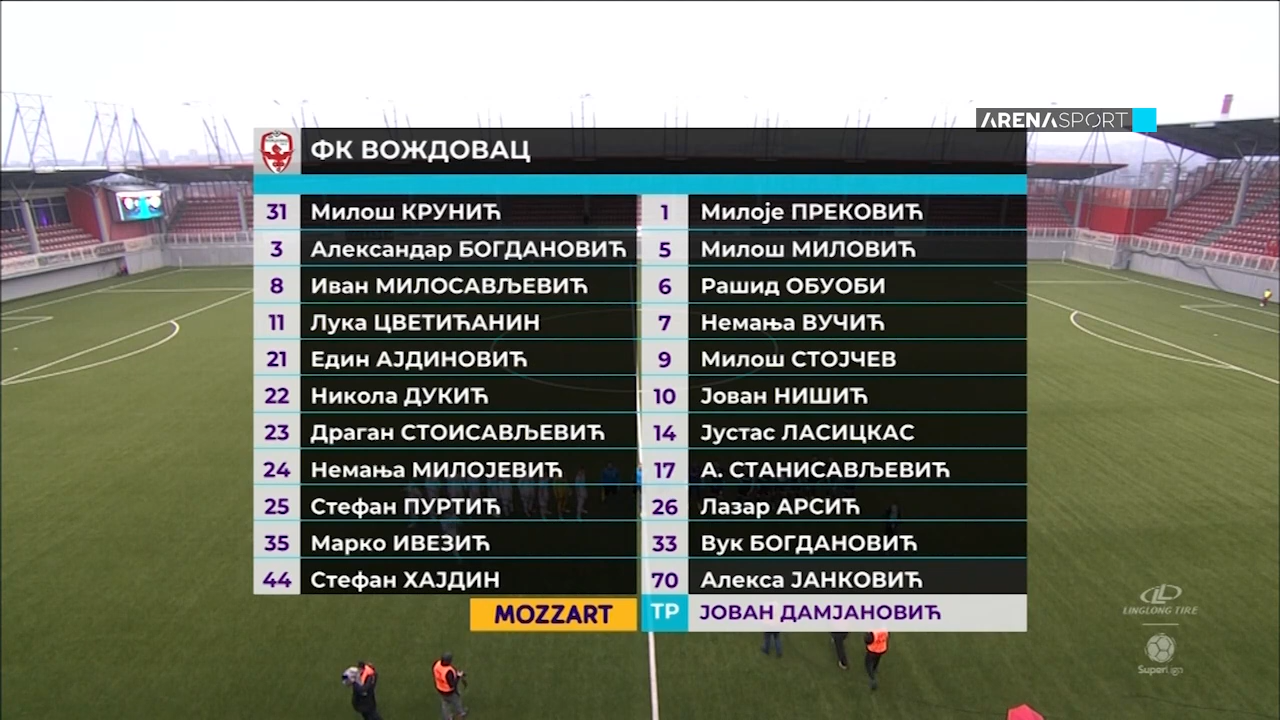 ARENASPORT
ФК ВОЖДОВАЦ
31 Милош КРУНИЋ
3 Александар БОГДАНОВИЋ
8 Иван МИЛОСАВЉЕВИЋ
11 Лука ЦВЕТИЋАНИН
21 Един АЈДИНОВИЋ
22 Никола ДУКИЋ
23 Драган СТОИСАВЉЕВИЋ
24 Немања МИЛОЈЕВИЋ
25 Стефан ПУРТИЋ
35 Марко ИВЕЗИЋ
44 Стефан ХАЈДИН
1 Милоје ПРЕКОВИЋ
5 Милош МИЛОВИЋ
6 Рашид ОБУОБИ
7 Немања ВУЧИЋ
9 Милош СТОЈЧЕВ
10 Јован НИШИЋ
14 Јустас ЛАСИЦКАС
17 А. СТАНИСАВЉЕВИЋ
26 Лазар АРСИЋ
33 Вук БОГДАНОВИЋ
70 Алекса ЈАНКОВИЋ
MOZZART
ТР ЈОВАН ДАМЈАНОВИЋ
LINGLONG TIRE
SuperLiga